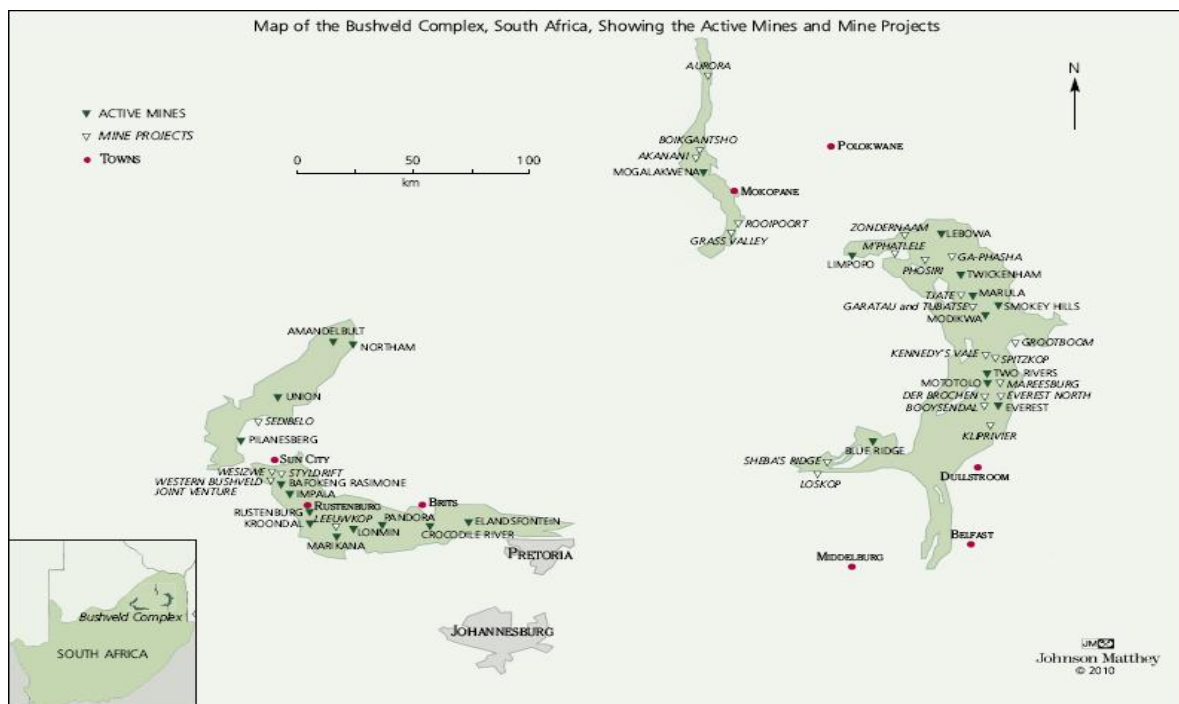 Map of the Bushveld Complex, South Africa, Showing the Active Mines and Mine Projects
ACTIVE MINES
MINE PROJECTS
TOWNS
0 50 100
km
N
AURORA
BOIKGANTSHO
AKANANI
MOGALAKWENA
POLOKWANE
MOKOPANE
ROOIPOORT
GRASS VALLEY
ZONDERNAAM
LEBOWA
M'PHATLELE
LIMPOPO
GA-PHASHA
PHOSIRI
TWICKENHAM
TJATE
MARULA
GARATAU and TUBATSE
SMOKEY HILLS
MODIKWA
GROOTBOOM
KENNEDY'S VALE
SPITZKOP
TWO RIVERS
MOTOTOLO
MAREESBURG
DER BROCHEN
EVEREST NORTH
BOOYSENDAL
EVEREST
KLIPRIVIER
BLUE RIDGE
SHEBA'S RIDGE
LOSKOP
DULLSTROOM
BELFAST
MIDDELBURG
AMANDELBULT
NORTHAM
UNION
SEDIBELO
PILANESBERG
SUN CITY
WESIZWE
STYLDRIFT
WESTERN BUSHVELD
JOINT VENTURE
BAFOKENG RASIMONE
IMPALA
RUSTENBURG
BRITS
RUSTENBURG
LEEUWKOP
PANDORA
ELANDSFONTEIN
KROONDAL
LONMIN
CROCODILE RIVER
MARIKANA
PRETORIA
JOHANNESBURG
Bushveld Complex
SOUTH AFRICA
JM
Johnson Matthey
© 2010